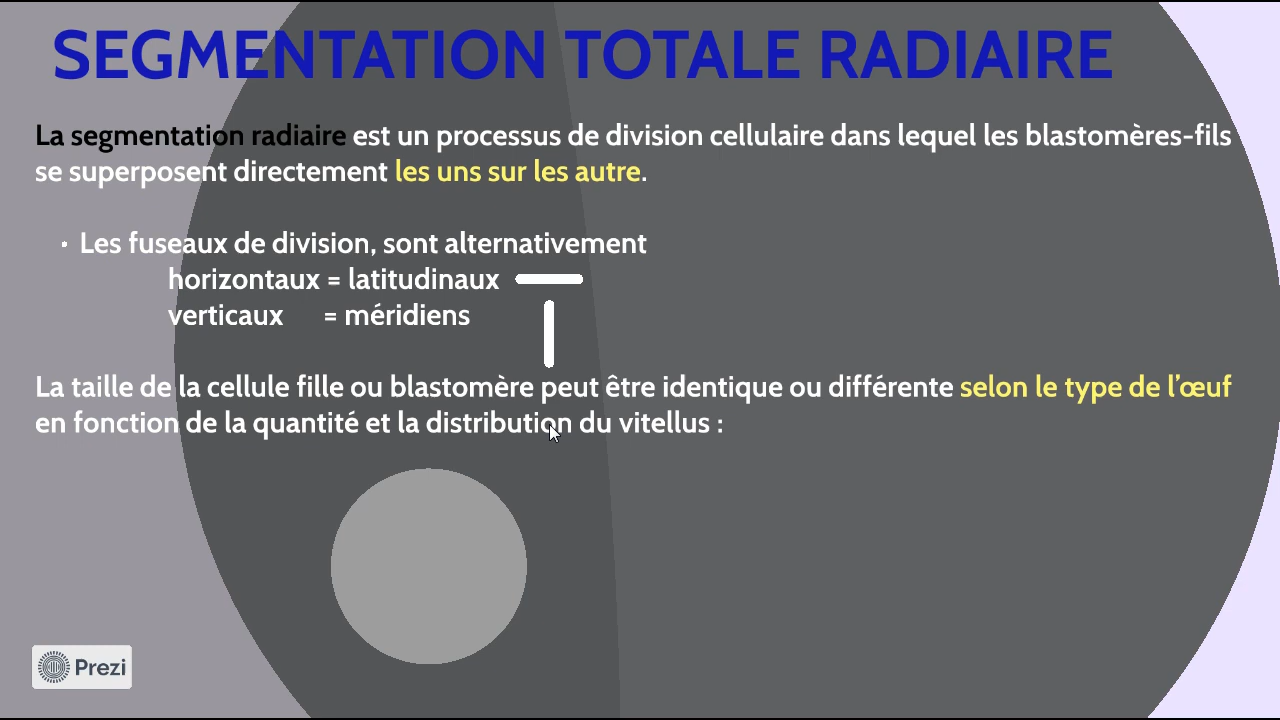 SEGMENTATION TOTALE RADIAIRE
La segmentation radiaire est un processus de division cellulaire dans lequel les blastomères-fils
se superposent directement les uns sur les autre.
· Les fuseaux de division, sont alternativement
horizontaux = latitudinaux
verticaux = méridiens
La taille de la cellule fille ou blastomère peut être identique ou différente selon le type de l’œuf
en fonction de la quantité et la distribution du vitellus :
Prezi